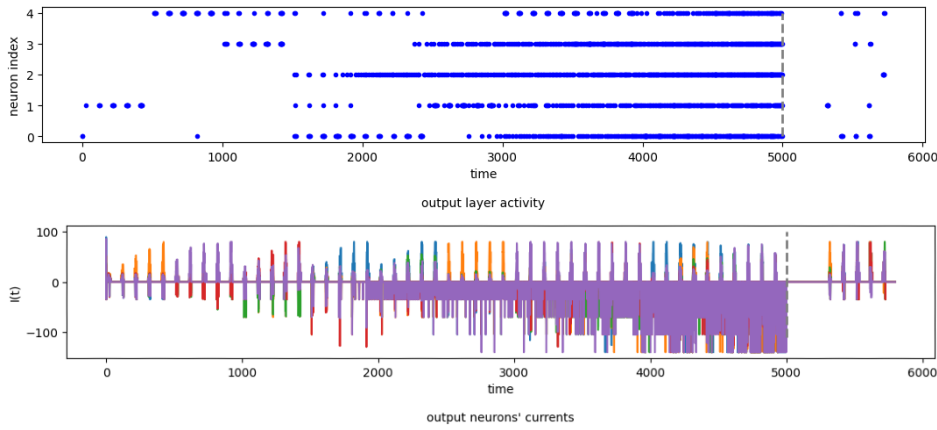 4
3
2
1
0
neuron index
0 1000 2000 3000 4000 5000 6000
time
output layer activity
100
0
−100
I(t)
0 1000 2000 3000 4000 5000 6000
time
output neurons' currents